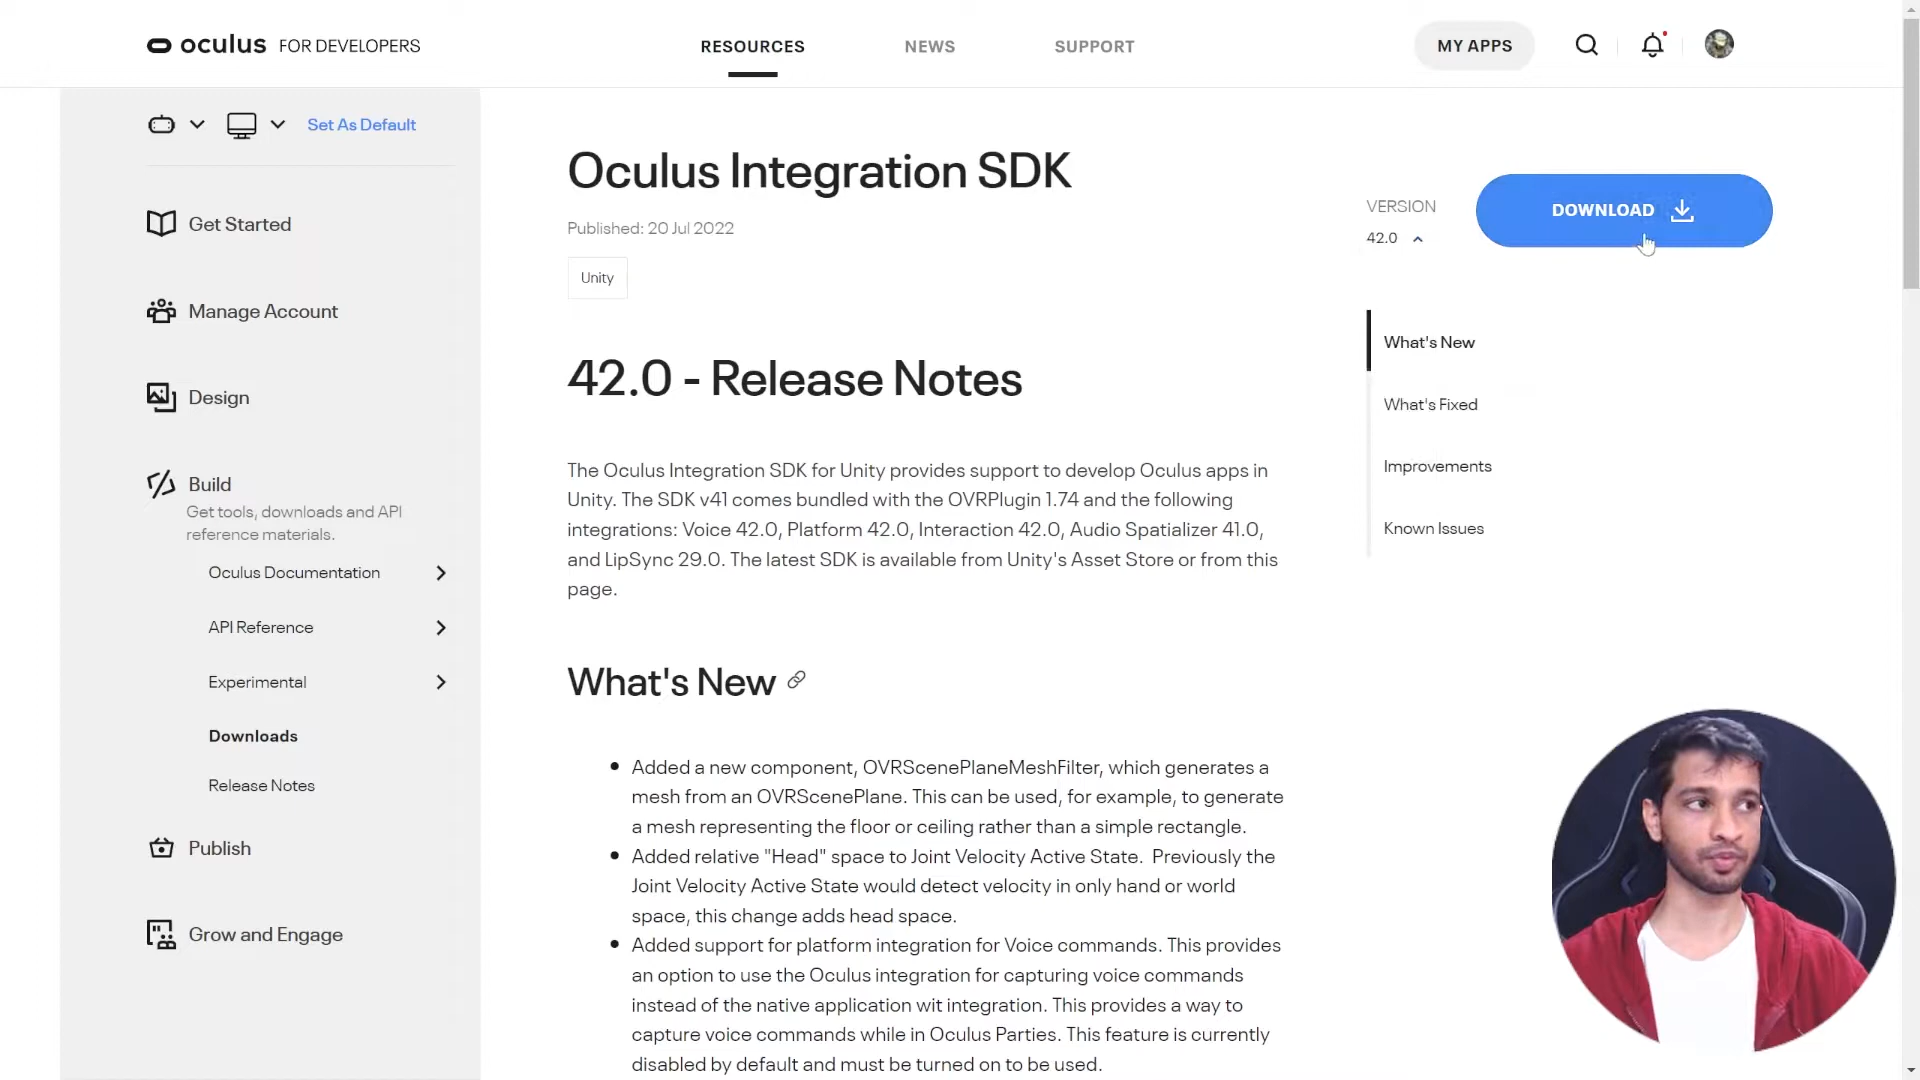 oculus FOR DEVELOPERS
RESOURCES
NEWS
SUPPORT
MY APPS
Set As Default
Get Started
Manage Account
Design
Build
Get tools, downloads and API
reference materials.
Oculus Documentation
API Reference
Experimental
Downloads
Release Notes
Publish
Grow and Engage
Oculus Integration SDK
Published: 20 Jul 2022
Unity
VERSION
42.0
DOWNLOAD
What's New
What's Fixed
Improvements
Known Issues
42.0 - Release Notes
The Oculus Integration SDK for Unity provides support to develop Oculus apps in
Unity. The SDK v41 comes bundled with the OVRPlugin 1.74 and the following
integrations: Voice 42.0, Platform 42.0, Interaction 42.0, Audio Spatializer 41.0,
and LipSync 29.0. The latest SDK is available from Unity's Asset Store or from this
page.
What's New
• Added a new component, OVRScenePlaneMeshFilter, which generates a
mesh from an OVRScenePlane. This can be used, for example, to generate
a mesh representing the floor or ceiling rather than a simple rectangle.
• Added relative "Head" space to Joint Velocity Active State. Previously the
Joint Velocity Active State would detect velocity in only hand or world
space, this change adds head space.
• Added support for platform integration for Voice commands. This provides
an option to use the Oculus integration for capturing voice commands
instead of the native application wit integration. This provides a way to
capture voice commands while in Oculus Parties. This feature is currently
disabled by default and must be turned on to be used.